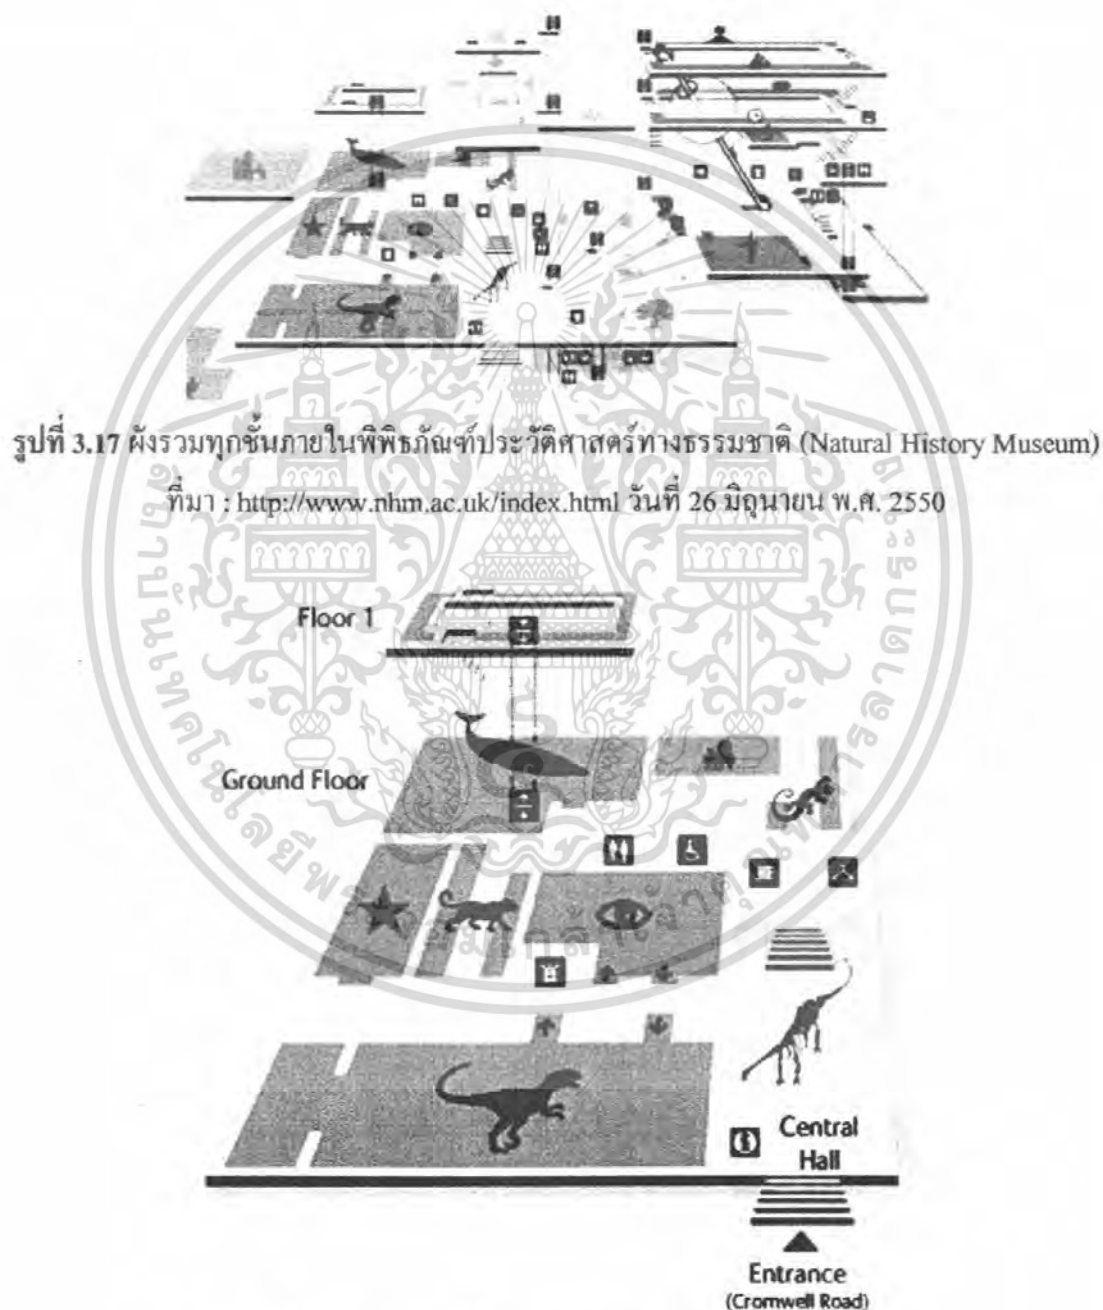 รูปที่ 3.17 ผังรวมทุกชั้นภายในพิพิธภัณฑ์ประวัติศาสตร์ทางธรรมชาติ (Natural History Museum)
ที่มา : http://www.nhm.ac.uk/index.html วันที่ 26 มิถุนายน พ.ศ. 2550
Floor 1
Ground Floor
Central
Hall
Entrance
(Cromwell Road)